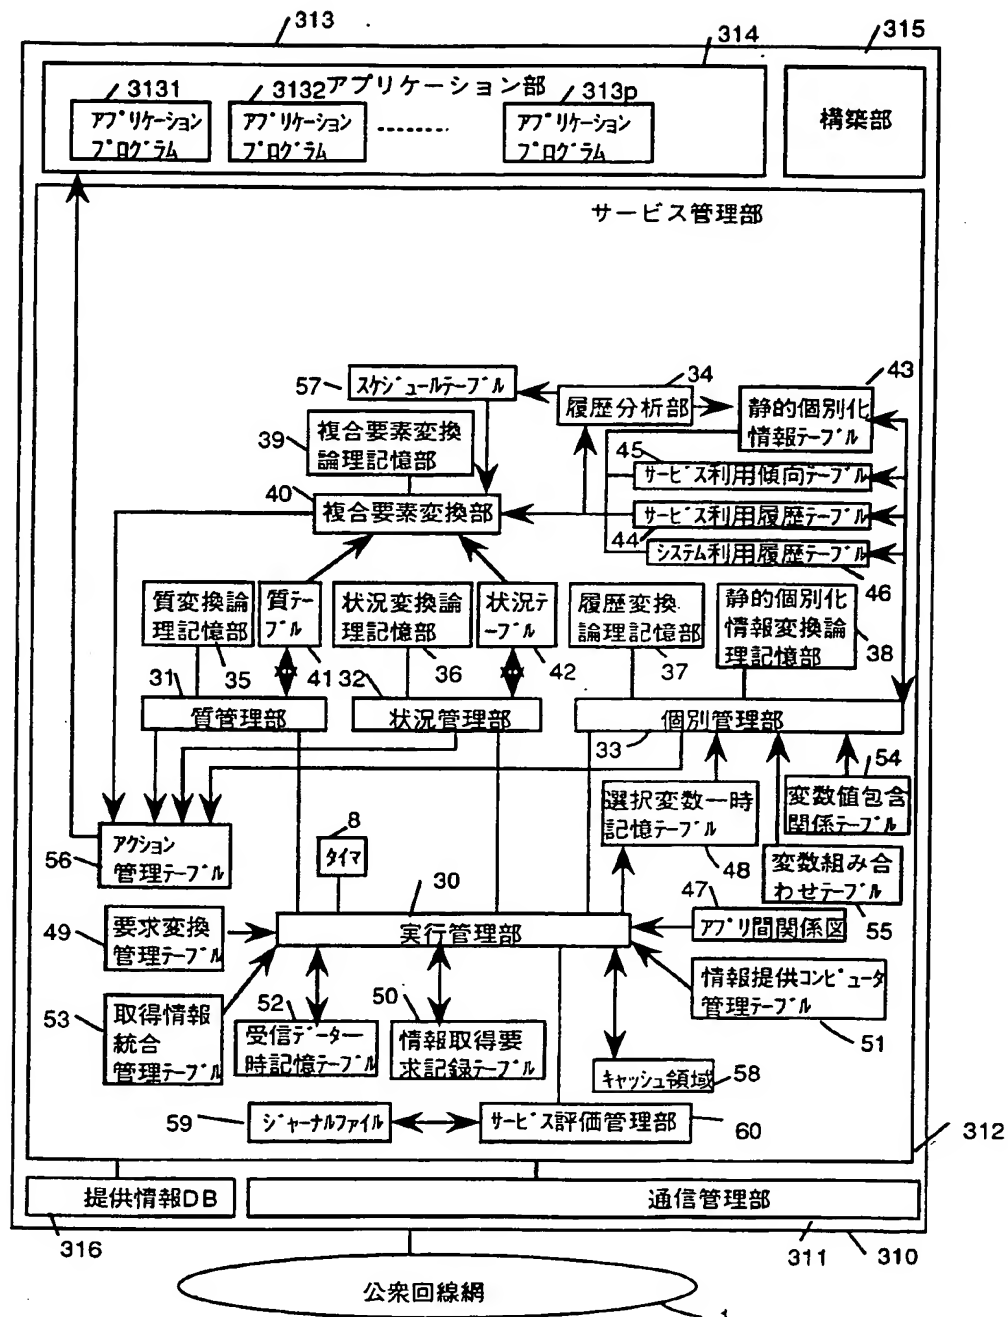 313
314
315
アプリケーション部
3131
3132
313p
アプリケーション
プログラム
アプリケーション
プログラム
........
アプリケーション
プログラム
構築部
サービス管理部
57
スケジュールテーブル
34
履歴分析部
43
静的個別化
情報テーブル
39
複合要素変換
論理記憶部
45
サービス利用傾向テーブル
40
複合要素変換部
サービス利用履歴テーブル
44
システム利用履歴テーブル
46
質変換論
理記憶部
質テー
ブル
状況変換論
理記憶部
状況テ
ーブル
履歴変換
論理記憶部
静的個別化
情報変換論
理記憶部
35
41
36
42
37
38
31
質管理部
32
状況管理部
個別管理部
33
54
変数値包含
関係テーブル
選択変数一時
記憶テーブル
48
変数組み合
わせテーブル
55
56
アクション
管理テーブル
8
タイマ
30
実行管理部
47
アプリ間関係図
49
要求変換
管理テーブル
情報提供コンピュータ
管理テーブル
51
53
取得情報
統合
管理テーブル
52
受信データ一
時記憶テーブル
50
情報取得要
求記録テーブル
キャッシュ領域
58
59
ジャーナルファイル
サービス評価管理部
60
312
提供情報DB
通信管理部
316
311
310
公衆回線網
1